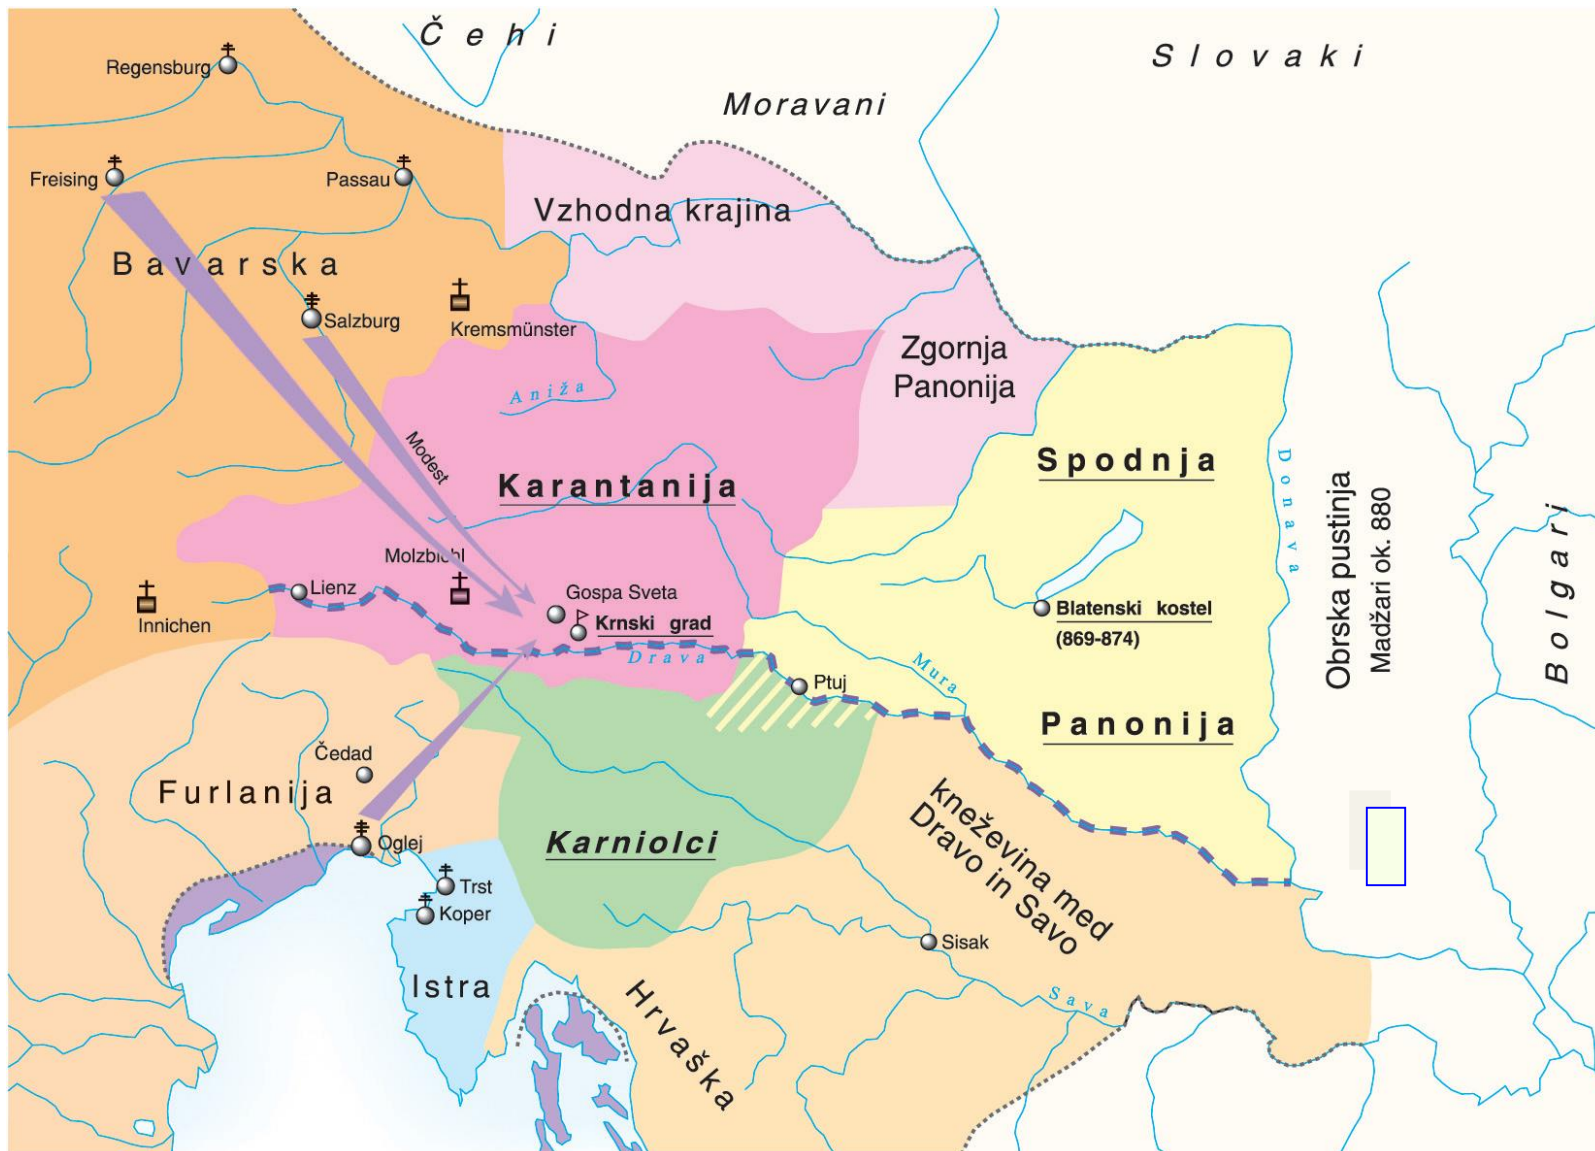 Čehi
Slovaki
Regensburg
Moravani
Freising
Passau
Vzhodna krajina
Bavarska
Salzburg
Kremsmünster
Zgornja
Panonija
Aniža
Modest
Karantanija
Spodnja
Donava
Obrska pustinja
Madžari ok. 880
Bolgari
Molzbichl
Lienz
Innichen
Gospa Sveta
Krnski grad
Blatenski kostel
(869-874)
Drava
Mura
Ptuj
Panonija
Čedad
Furlanija
Oglej
Karniolci
kneževina med
Dravo in Savo
Trst
Koper
Sisak
Istra
Hrvaška
Sava